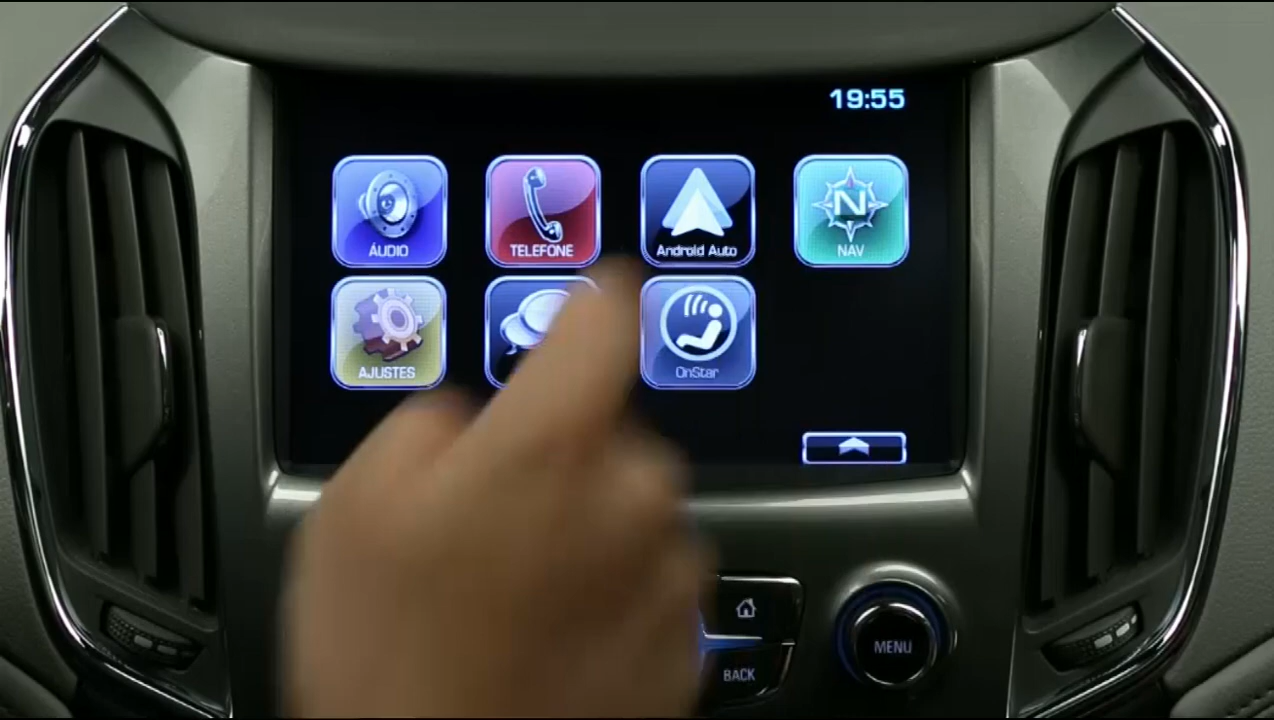 19:55
ÁUDIO
TELEFONE
Android Auto
N
NAV
AJUSTES
OnStar
MENU
BACK